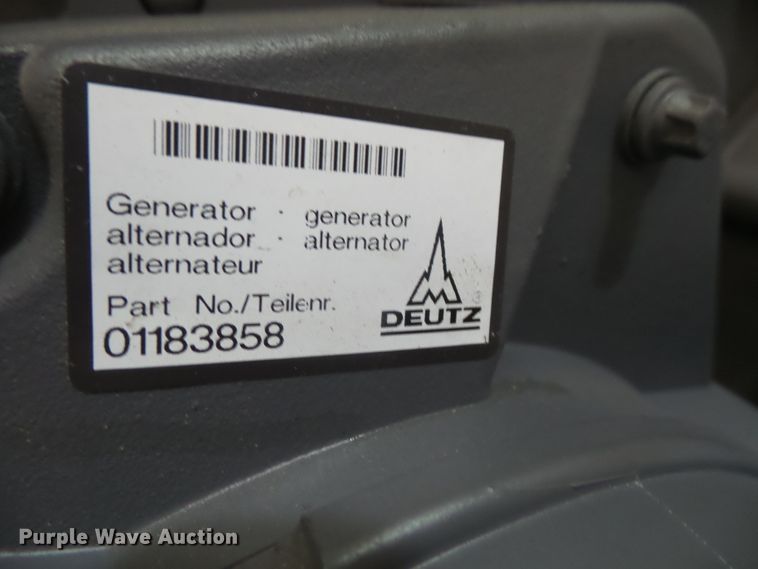 Generator · generator
alternador · alternator
alternateur
Part No./Teilenr.
01183858
DEUTZ
®
Purple Wave Auction